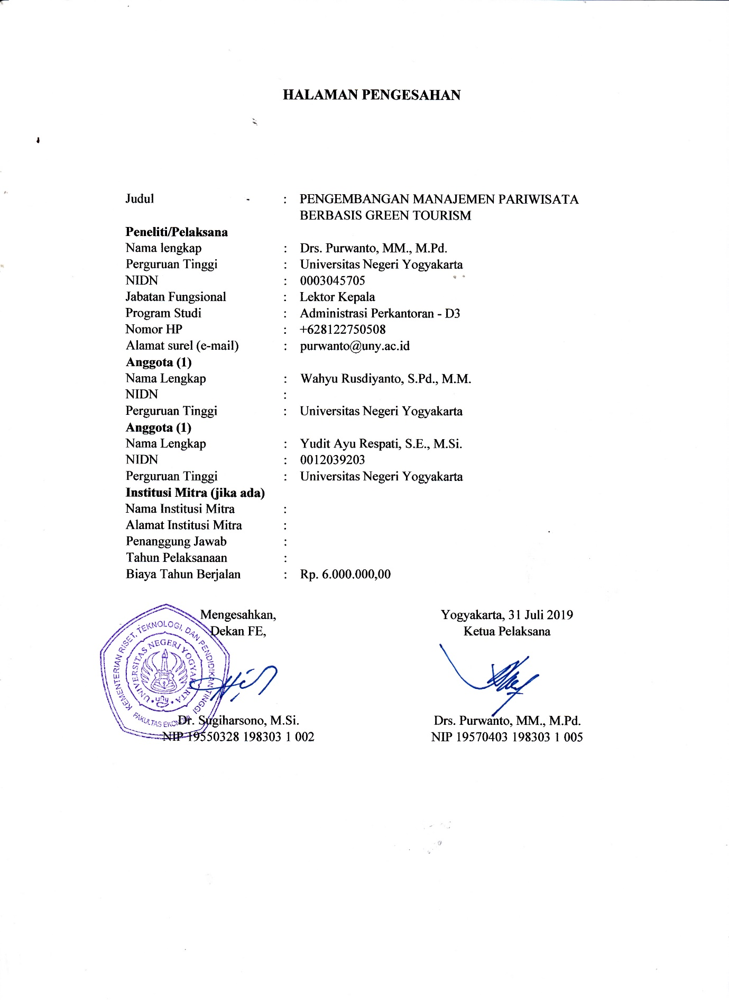 HALAMAN PENGESAHAN
Judul : PENGEMBANGAN MANAJEMEN PARIWISATA
BERBASIS GREEN TOURISM
Peneliti/Pelaksana
Nama lengkap : Drs. Purwanto, MM., M.Pd.
Perguruan Tinggi : Universitas Negeri Yogyakarta
NIDN : 0003045705
Jabatan Fungsional : Lektor Kepala
Program Studi : Administrasi Perkantoran - D3
Nomor HP : +628122750508
Alamat surel (e-mail) : purwanto@uny.ac.id
Anggota (1)
Nama Lengkap : Wahyu Rusdiyanto, S.Pd., M.M.
NIDN :
Perguruan Tinggi : Universitas Negeri Yogyakarta
Anggota (1)
Nama Lengkap : Yudit Ayu Respati, S.E., M.Si.
NIDN : 0012039203
Perguruan Tinggi : Universitas Negeri Yogyakarta
Institusi Mitra (jika ada)
Nama Institusi Mitra :
Alamat Institusi Mitra :
Penanggung Jawab :
Tahun Pelaksanaan :
Biaya Tahun Berjalan : Rp. 6.000.000,00
Mengesahkan, Yogyakarta, 31 Juli 2019
Dekan FE, Ketua Pelaksana
KEMENTERIAN RISET, TEKNOLOGI, DAN PENDIDIKAN TINGGI
UNIVERSITAS NEGERI YOGYAKARTA
uny
FAKULTAS EKONOMI
Dr. Sugiharsono, M.Si. Drs. Purwanto, MM., M.Pd.
NIP 19550328 198303 1 002 NIP 19570403 198303 1 005